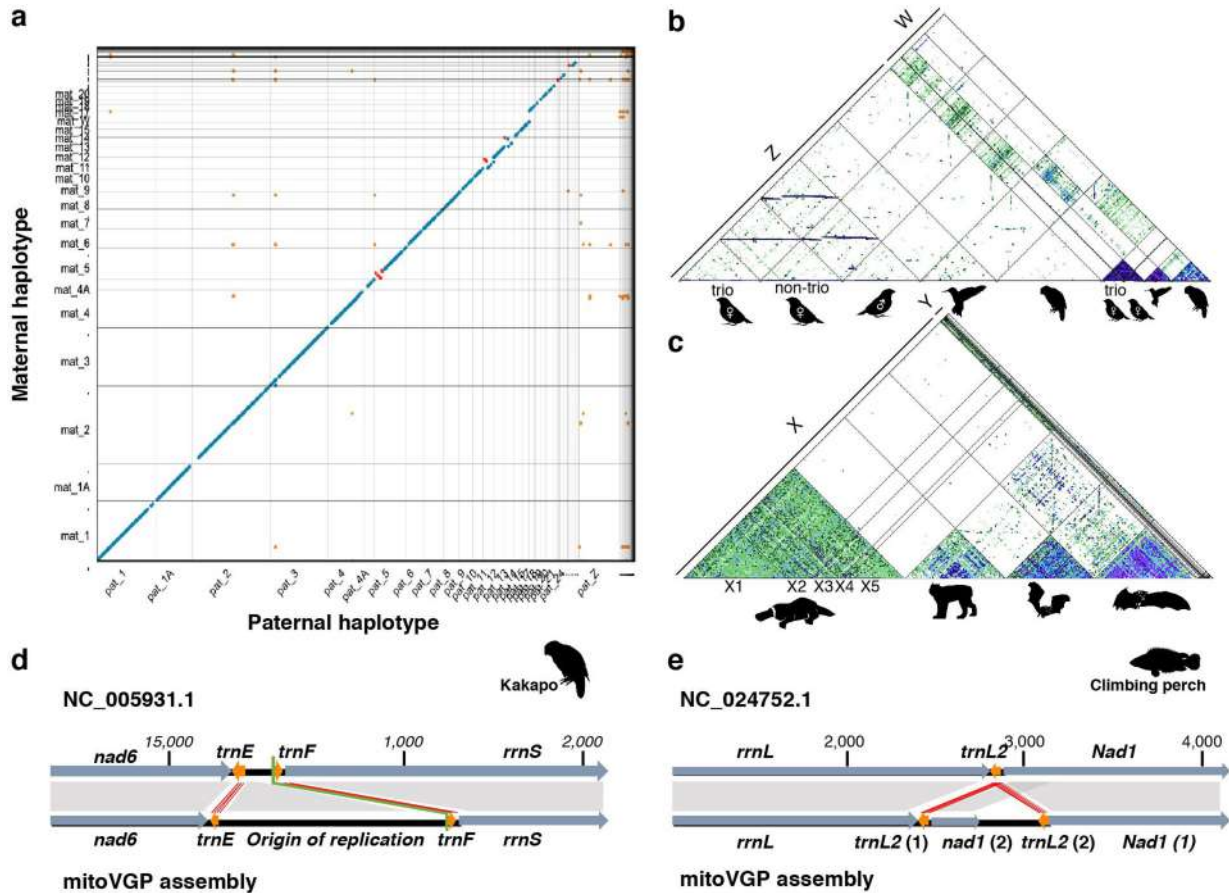 a
Maternal haplotype
mat_20
mat_15
mat_13
mat_12
mat_11
mat_10
mat_9
mat_8
mat_7
mat_6
mat_5
mat_4A
mat_4
mat_3
mat_2
mat_1A
mat_1
pat_1
pat_1A
pat_2
pat_3
pat_4
pat_4A
pat_5
pat_6
pat_7
pat_8
pat_9
pat_10
pat_11
pat_12
pat_13
pat_24
pat_Z
Paternal haplotype
b
W
Z
trio
non-trio
trio
c
Y
X
X1 X2 X3 X4 X5
d
Kakapo
NC_005931.1
nad6 15,000 trnE trnF 1,000 rrnS 2,000
nad6 trnE Origin of replication trnF rrnS
mitoVGP assembly
e
Climbing perch
NC_024752.1
rrnL 2,000 trnL2 3,000 Nad1 4,000
rrnL trnL2 (1) nad1 (2) trnL2 (2) Nad1 (1)
mitoVGP assembly